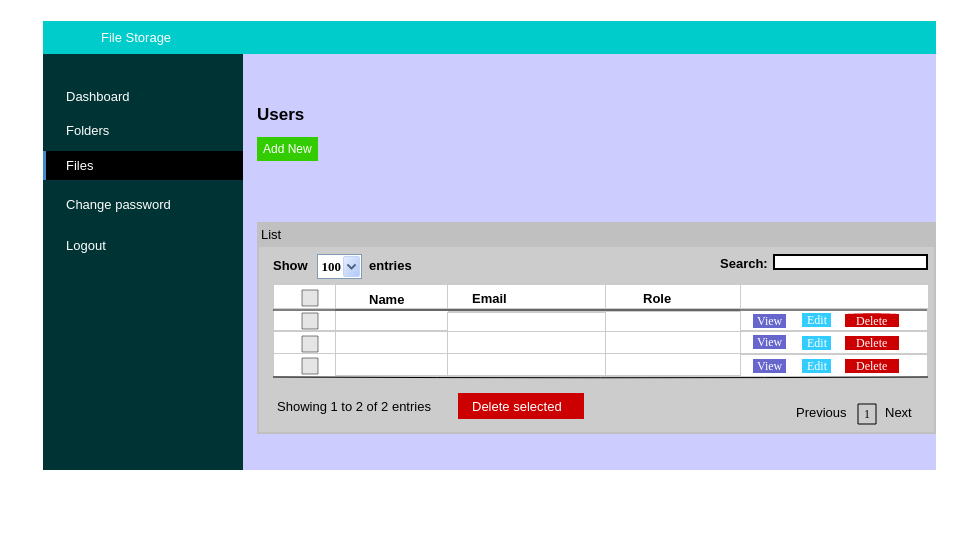 File Storage
Dashboard
Folders
Files
Change password
Logout
Users
Add New
List
Show 100 entries
Search:
Name Email Role
View Edit Delete
View Edit Delete
View Edit Delete
Showing 1 to 2 of 2 entries
Delete selected
Previous 1 Next